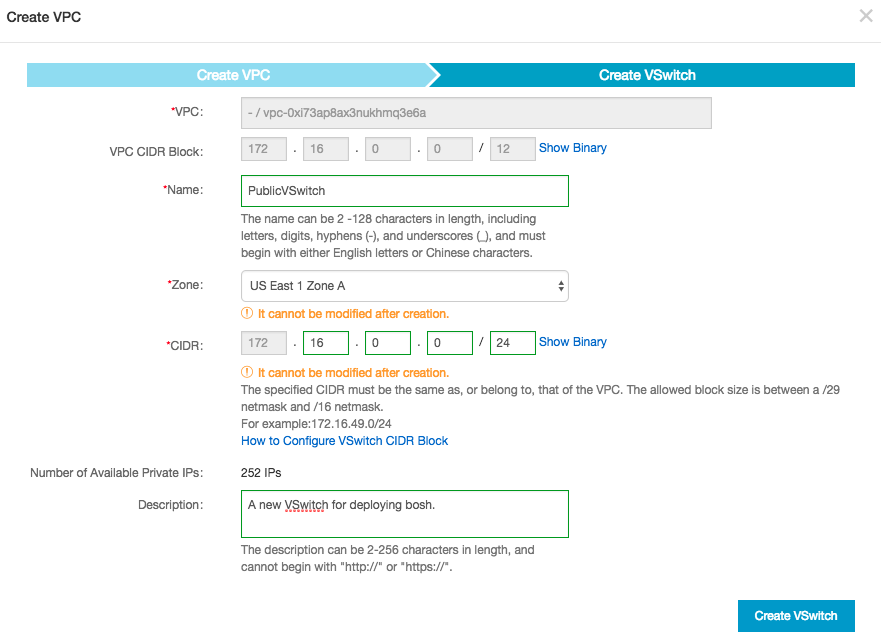 Create VPC
Create VPC Create VSwitch
*VPC: - / vpc-0xi73ap8ax3nukhmq3e6a
VPC CIDR Block: 172 . 16 . 0 . 0 / 12 Show Binary
*Name: PublicVSwitch
The name can be 2 -128 characters in length, including
letters, digits, hyphens (-), and underscores (_), and must
begin with either English letters or Chinese characters.
*Zone: US East 1 Zone A
It cannot be modified after creation.
*CIDR: 172 . 16 . 0 . 0 / 24 Show Binary
It cannot be modified after creation.
The specified CIDR must be the same as, or belong to, that of the VPC. The allowed block size is between a /29
netmask and /16 netmask.
For example:172.16.49.0/24
How to Configure VSwitch CIDR Block
Number of Available Private IPs: 252 IPs
Description: A new VSwitch for deploying bosh.
The description can be 2-256 characters in length, and
cannot begin with "http://" or "https://".
Create VSwitch